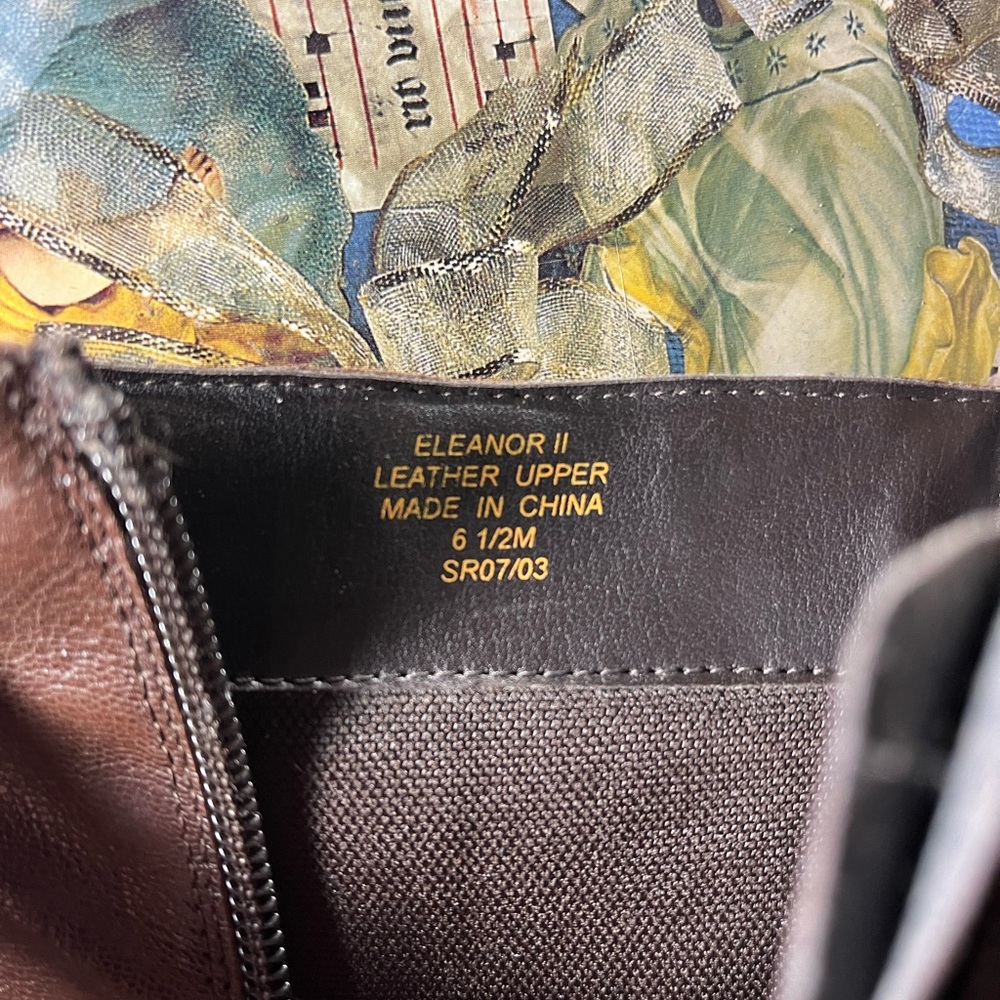 ELEANOR II
LEATHER UPPER
MADE IN CHINA
6 1/2M
SR07/03